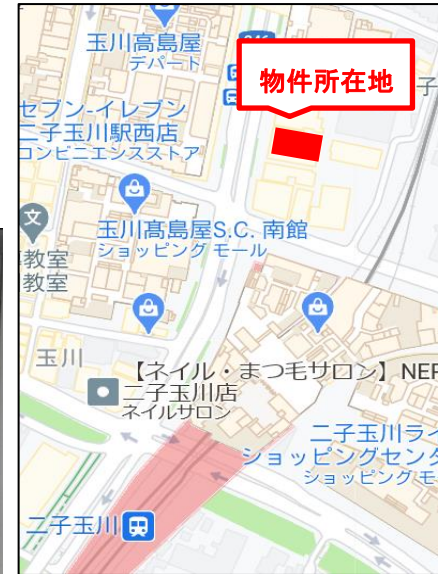 玉川高島屋
デパート
物件所在地
子
セブン-イレブン
二子玉川駅西店
コンビニエンスストア
文
教室
教室
玉川髙島屋S.C. 南館
ショッピング モール
玉川
【ネイル・まつ毛サロン】NEF
二子玉川店
ネイルサロン
二子玉川ライ
ショッピングセンタ
ショッピングモ
二子玉川